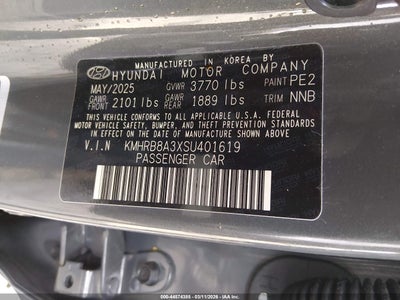 MANUFACTURED IN KOREA BY
HYUNDAI MOTOR COMPANY
MAY/2025 GVWR 3770 lbs PAINT PE2
GAWR FRONT 2101 lbs GAWR REAR 1889 lbs TRIM NNB
THIS VEHICLE CONFORMS TO ALL APPLICABLE U.S.A. FEDERAL
MOTOR VEHICLE SAFETY, BUMPER, AND THEFT PREVENTION STANDARDS
IN EFFECT ON THE DATE OF MANUFACTURE SHOWN ABOVE.
V.I.N KMHRB8A3XSU401619
PASSENGER CAR
000-44574385 - 03/11/2026 - IAA Inc.